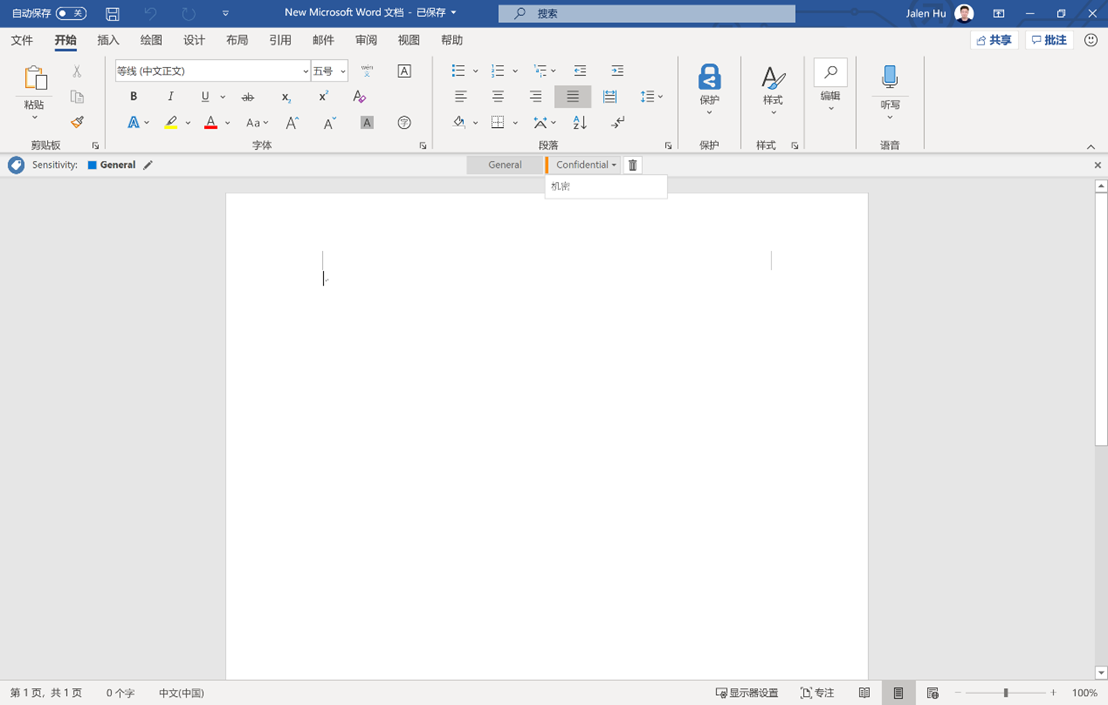 自动保存 关 New Microsoft Word 文档 - 已保存 搜索 Jalen Hu
文件 开始 插入 绘图 设计 布局 引用 邮件 审阅 视图 帮助 共享 批注
粘贴 等线 (中文正文) 五号 wén 文 A 保护 样式 编辑 听写
B I U ab x₂ x² A
A A Aa A A A 字 A Z
剪贴板 字体 段落 保护 样式 语音
Sensitivity: General General Confidential
机密
第 1 页，共 1 页 0 个字 中文(中国) 显示器设置 专注 100%